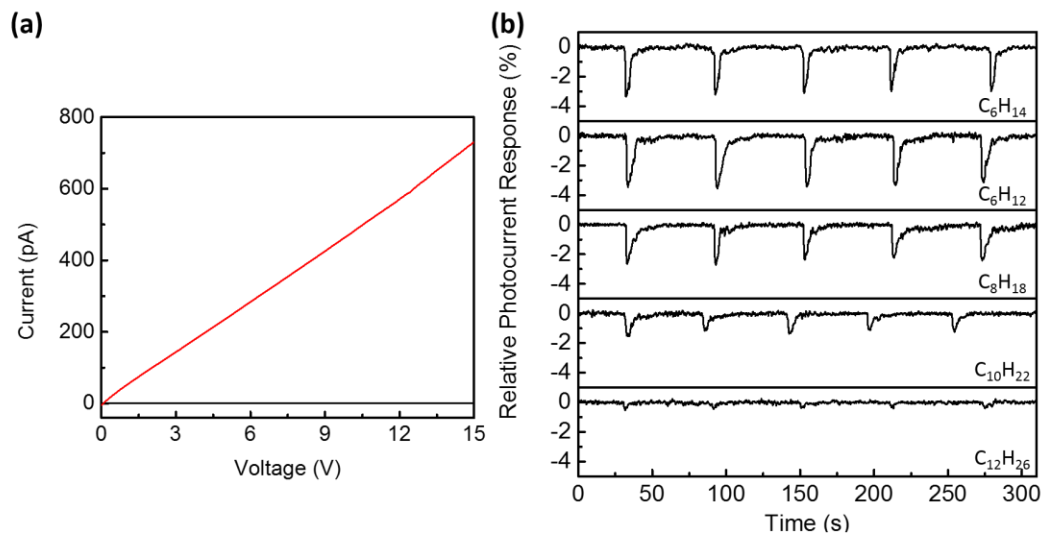 (a)
Current (pA)
800
600
400
200
0
0 3 6 9 12 15
Voltage (V)
(b)
Relative Photocurrent Response (%)
0
-2
-4
C₆H₁₄
0
-2
-4
C₆H₁₂
0
-2
-4
C₈H₁₈
0
-2
-4
C₁₀H₂₂
0
-2
-4
C₁₂H₂₆
0 50 100 150 200 250 300
Time (s)